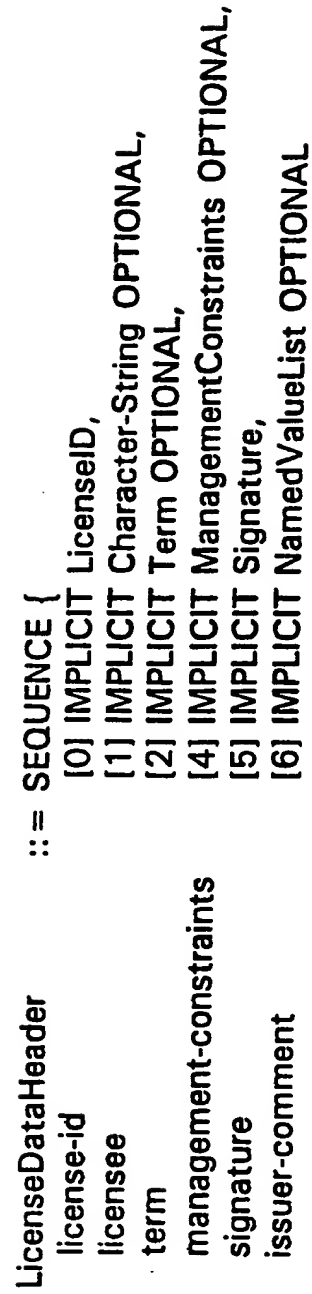 LicenseDataHeader ::= SEQUENCE {
license-id [0] IMPLICIT LicenseID,
licensee [1] IMPLICIT Character-String OPTIONAL,
term [2] IMPLICIT Term OPTIONAL,
management-constraints [4] IMPLICIT ManagementConstraints OPTIONAL,
signature [5] IMPLICIT Signature,
issuer-comment [6] IMPLICIT NamedValueList OPTIONAL